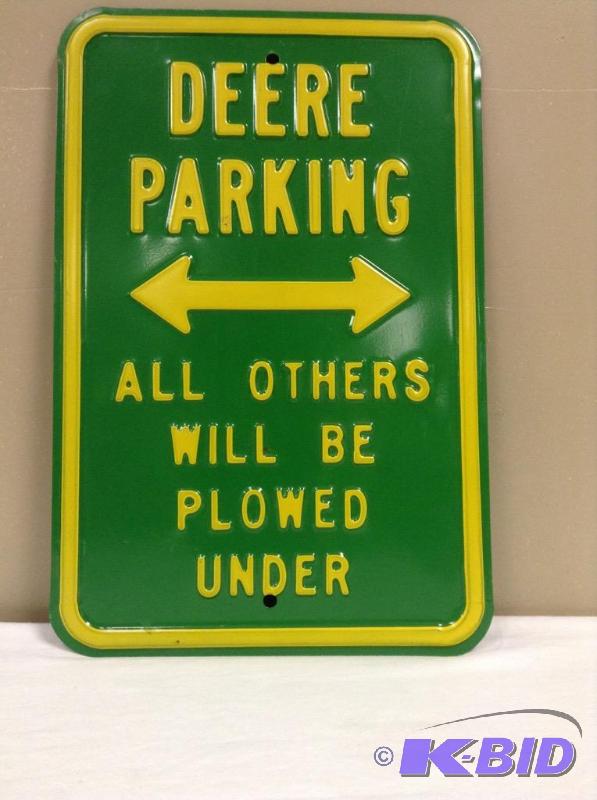 DEERE
PARKING
ALL OTHERS
WILL BE
PLOWED
UNDER
© K-BID